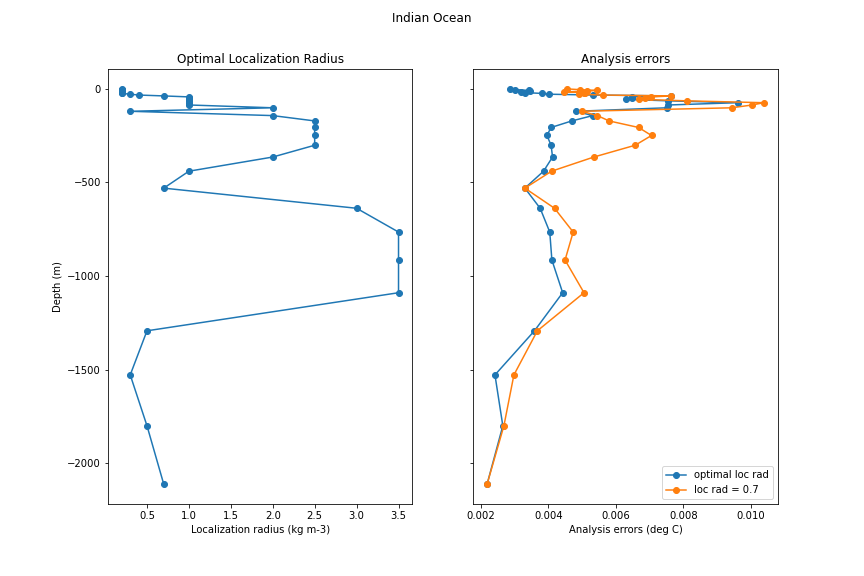 Indian Ocean
Optimal Localization Radius
Analysis errors
0
−500
−1000
−1500
−2000
Depth (m)
0.5 1.0 1.5 2.0 2.5 3.0 3.5
Localization radius (kg m-3)
optimal loc rad
loc rad = 0.7
0.002 0.004 0.006 0.008 0.010
Analysis errors (deg C)